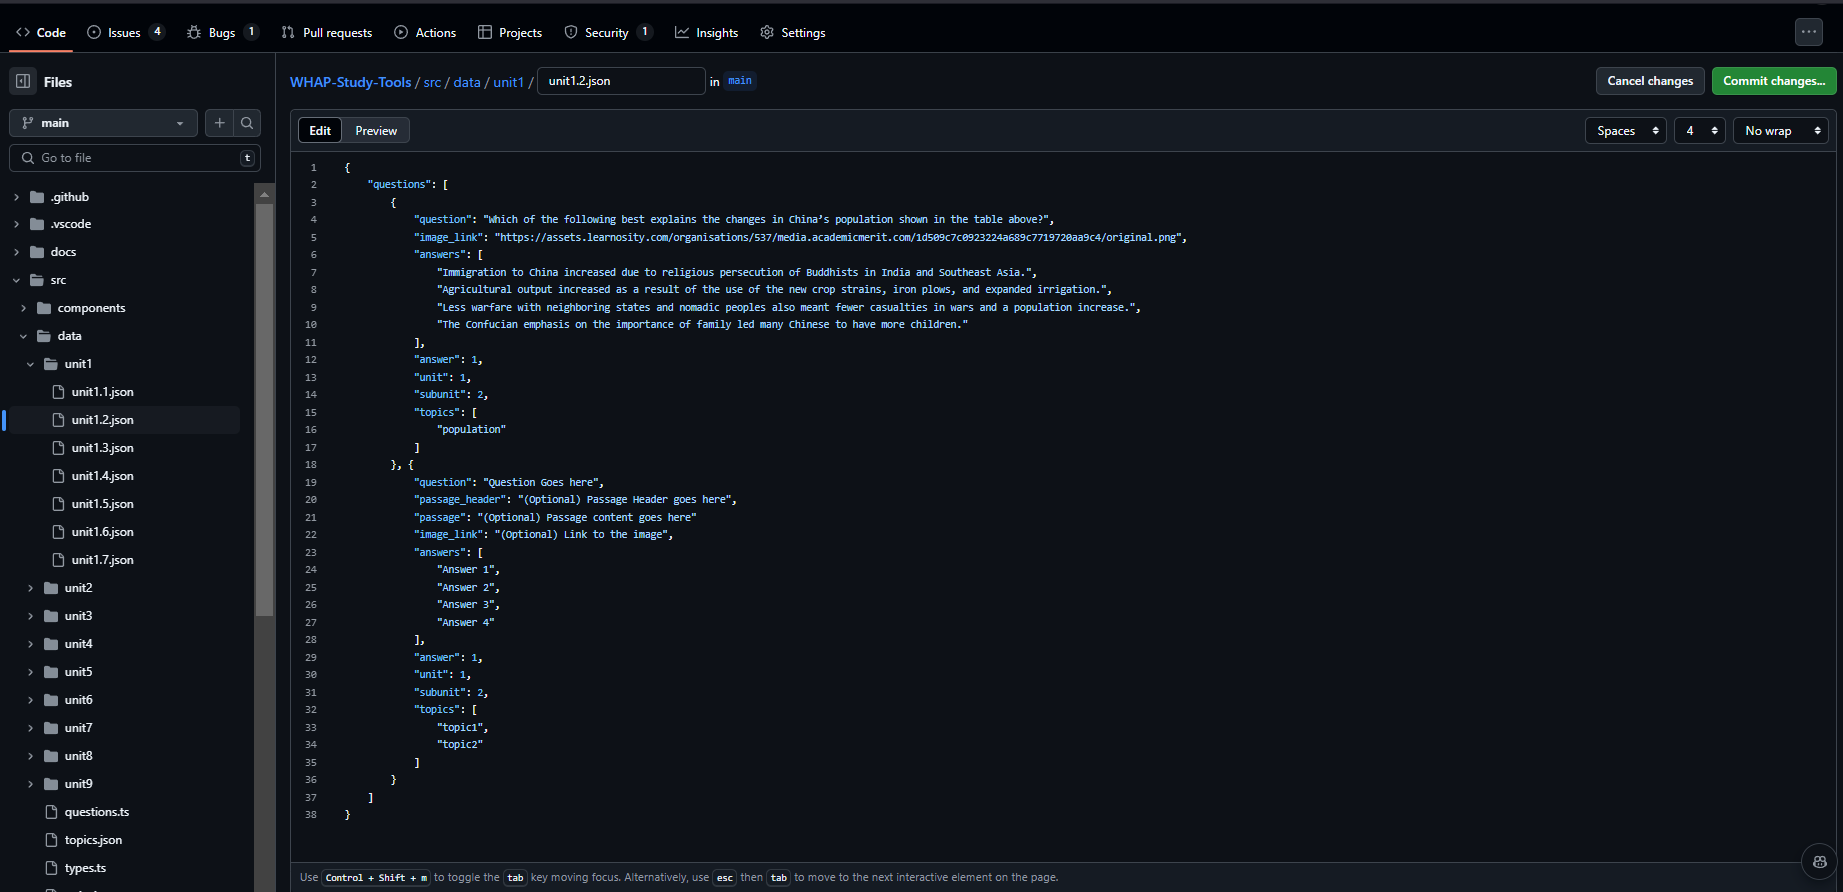 Code Issues 4 Bugs 1 Pull requests Actions Projects Security 1 Insights Settings
Files
main
Go to file t
.github
.vscode
docs
src
components
data
unit1
unit1.1.json
unit1.2.json
unit1.3.json
unit1.4.json
unit1.5.json
unit1.6.json
unit1.7.json
unit2
unit3
unit4
unit5
unit6
unit7
unit8
unit9
questions.ts
topics.json
types.ts
WHAP-Study-Tools / src / data / unit1 / unit1.2.json in main
Cancel changes Commit changes...
Edit Preview
Spaces 4 No wrap
1 {
2 "questions": [
3 {
4 "question": "Which of the following best explains the changes in China’s population shown in the table above?",
5 "image_link": "https://assets.learnosity.com/organisations/537/media.academicmerit.com/1d509c7c0923224a689c7719720aa9c4/original.png",
6 "answers": [
7 "Immigration to China increased due to religious persecution of Buddhists in India and Southeast Asia.",
8 "Agricultural output increased as a result of the use of the new crop strains, iron plows, and expanded irrigation.",
9 "Less warfare with neighboring states and nomadic peoples also meant fewer casualties in wars and a population increase.",
10 "The Confucian emphasis on the importance of family led many Chinese to have more children."
11 ],
12 "answer": 1,
13 "unit": 1,
14 "subunit": 2,
15 "topics": [
16 "population"
17 ]
18 }, {
19 "question": "Question Goes here",
20 "passage_header": "(Optional) Passage Header goes here",
21 "passage": "(Optional) Passage content goes here"
22 "image_link": "(Optional) Link to the image",
23 "answers": [
24 "Answer 1",
25 "Answer 2",
26 "Answer 3",
27 "Answer 4"
28 ],
29 "answer": 1,
30 "unit": 1,
31 "subunit": 2,
32 "topics": [
33 "topic1",
34 "topic2"
35 ]
36 }
37 ]
38 }
Use Control + Shift + m to toggle the tab key moving focus. Alternatively, use esc then tab to move to the next interactive element on the page.